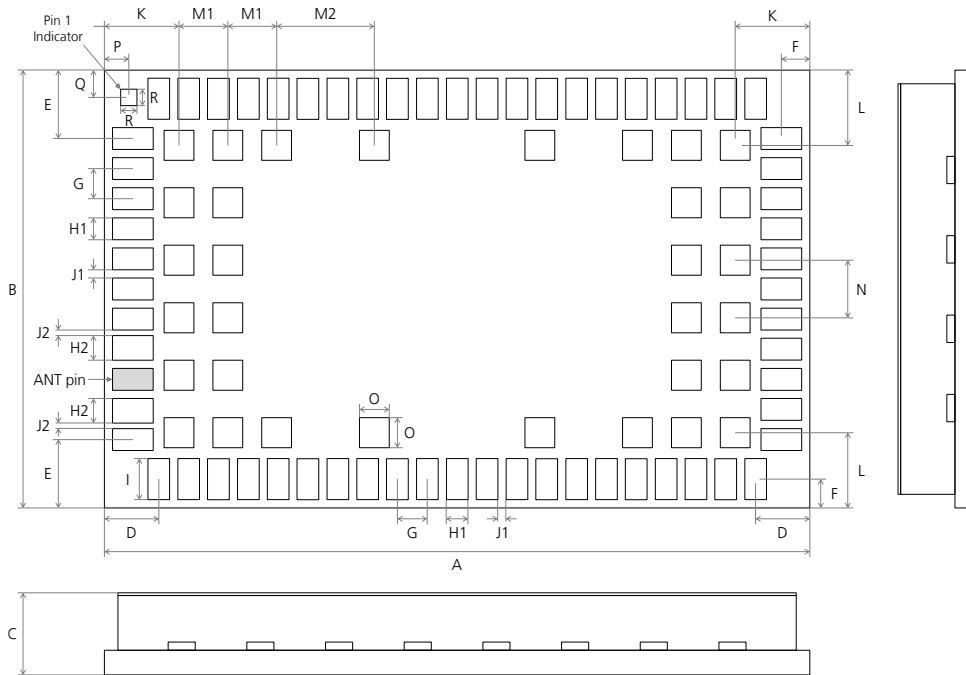 Pin 1
Indicator
K
M1
M1
M2
K
P
F
Q
E
R
R
L
G
H1
J1
B
N
J2
H2
ANT pin
H2
J2
O
O
E
I
L
F
D
G
H1
J1
D
A
C